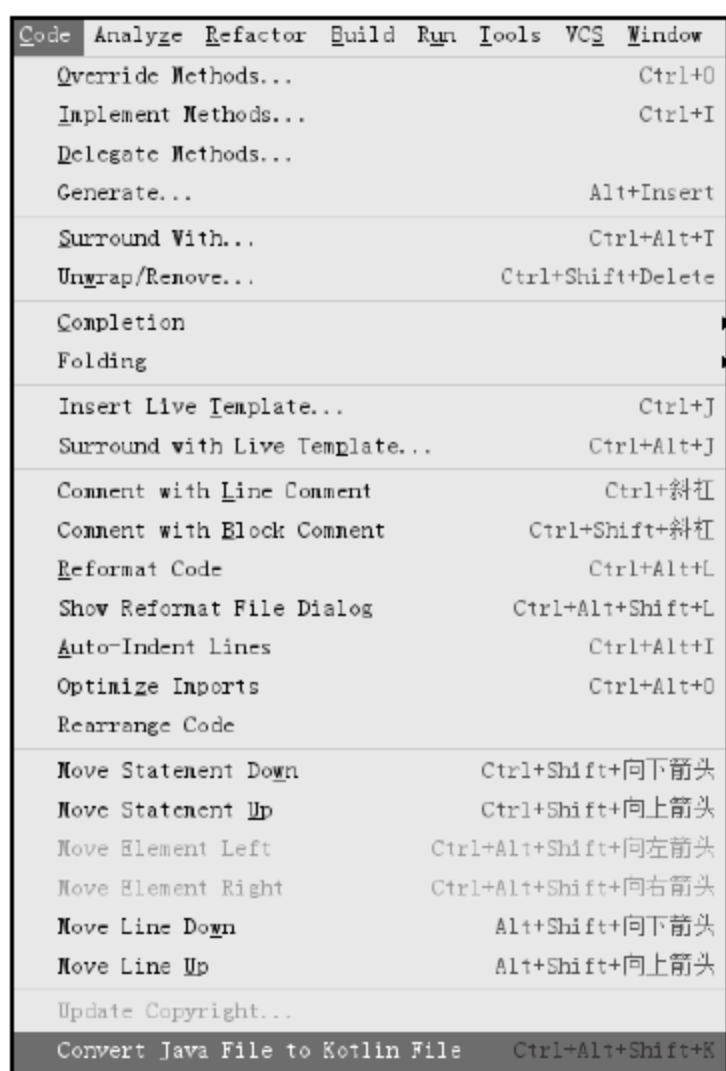 Code Analyze Refactor Build Run Tools VCS Window
Override Methods... Ctrl+O
Implement Methods... Ctrl+I
Delegate Methods...
Generate... Alt+Insert
Surround With... Ctrl+Alt+T
Unwrap/Remove... Ctrl+Shift+Delete
Completion
Folding
Insert Live Template... Ctrl+J
Surround with Live Template... Ctrl+Alt+J
Comment with Line Comment Ctrl+斜杠
Comment with Block Comment Ctrl+Shift+斜杠
Reformat Code Ctrl+Alt+L
Show Reformat File Dialog Ctrl+Alt+Shift+L
Auto-Indent Lines Ctrl+Alt+I
Optimize Imports Ctrl+Alt+O
Rearrange Code
Move Statement Down Ctrl+Shift+向下箭头
Move Statement Up Ctrl+Shift+向上箭头
Move Element Left Ctrl+Alt+Shift+向左箭头
Move Element Right Ctrl+Alt+Shift+向右箭头
Move Line Down Alt+Shift+向下箭头
Move Line Up Alt+Shift+向上箭头
Update Copyright...
Convert Java File to Kotlin File Ctrl+Alt+Shift+K